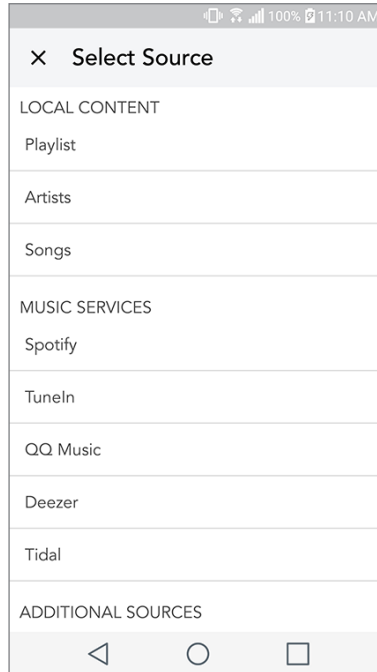 100% 11:10 AM
Select Source
LOCAL CONTENT
Playlist
Artists
Songs
MUSIC SERVICES
Spotify
TuneIn
QQ Music
Deezer
Tidal
ADDITIONAL SOURCES